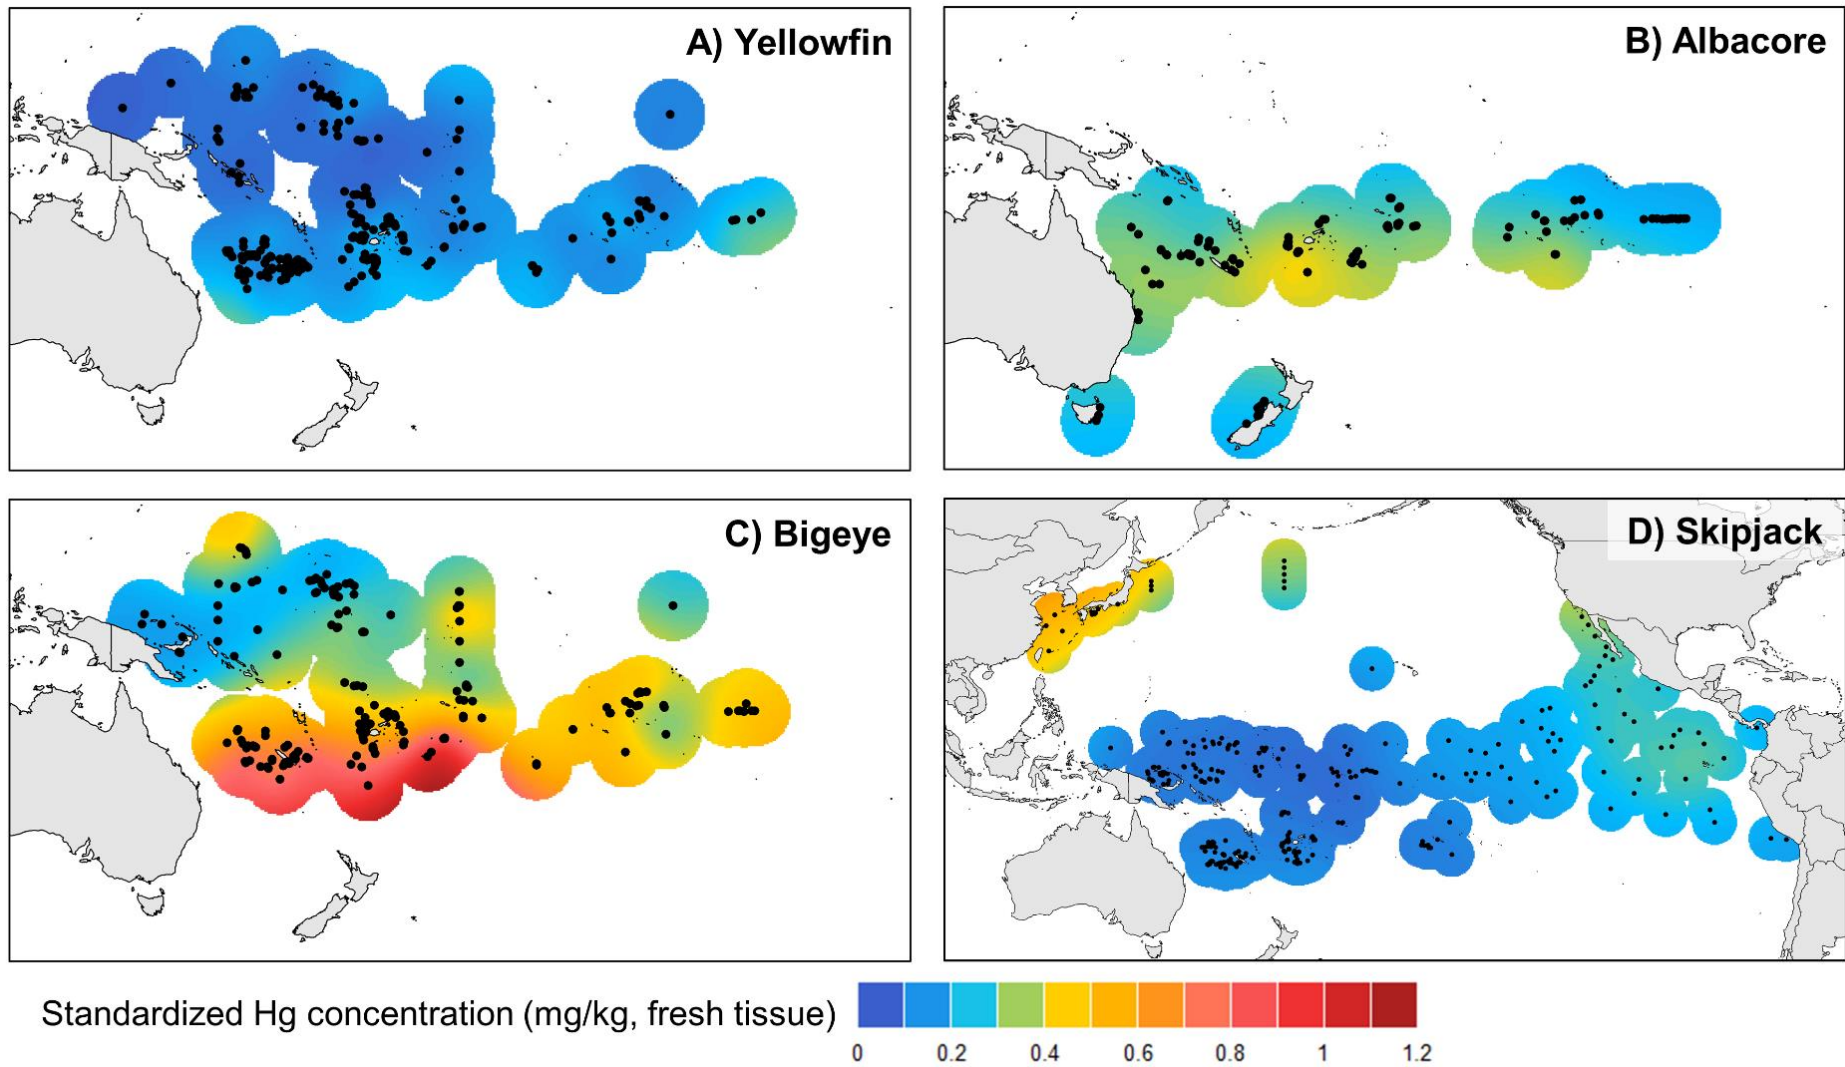 A) Yellowfin
B) Albacore
C) Bigeye
D) Skipjack
Standardized Hg concentration (mg/kg, fresh tissue)
0 0.2 0.4 0.6 0.8 1 1.2